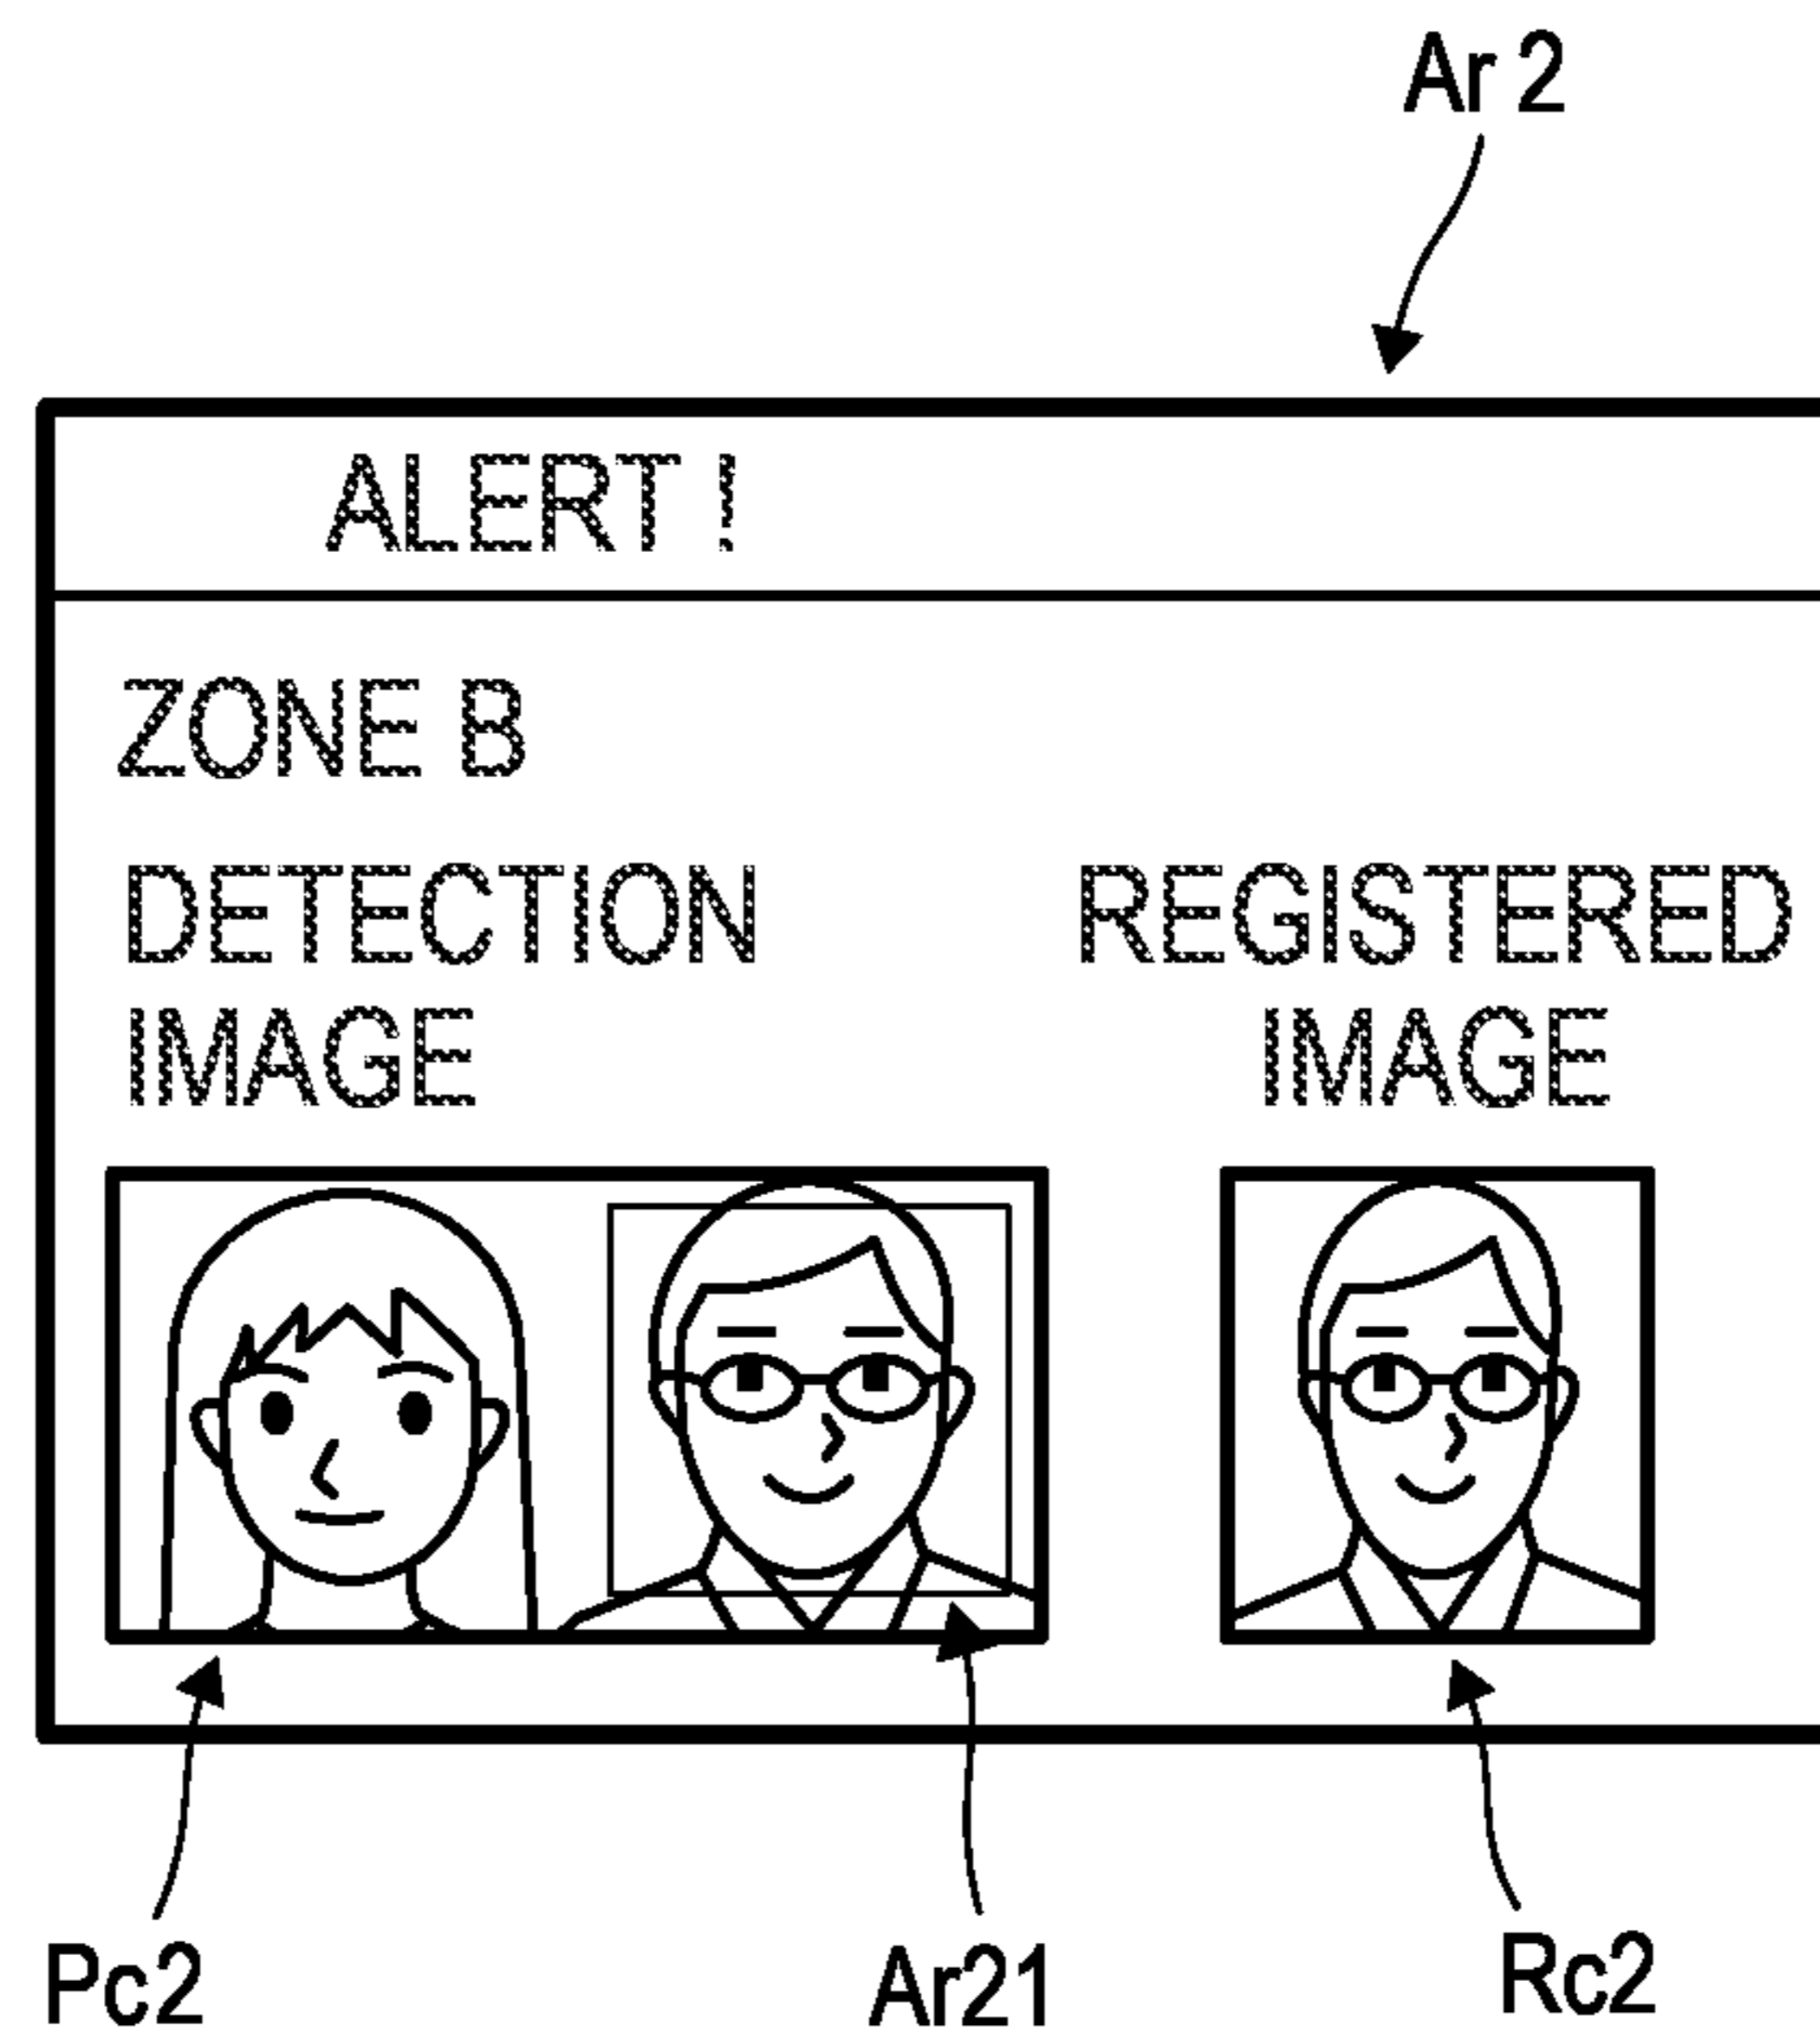 Ar 2
ALERT !
ZONE B
DETECTION
IMAGE
REGISTERED
IMAGE
Pc2
Ar21
Rc2